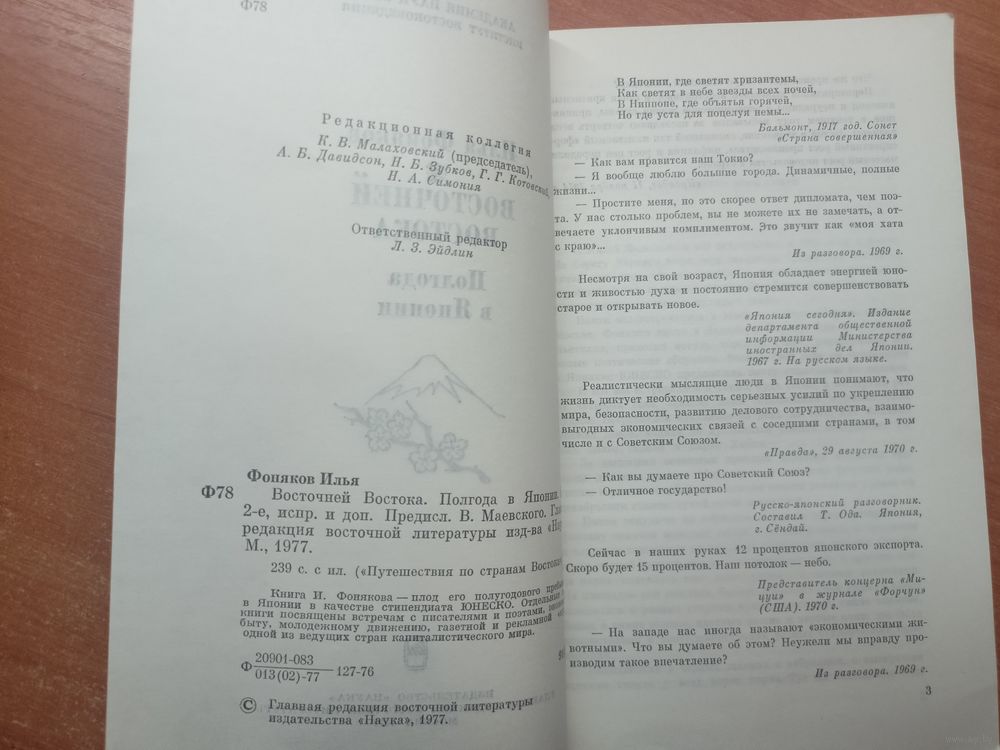 Ф78
Редакционная коллегия
К. В. Малаховский (председатель),
А. Б. Давидсон, Н. Б. Зубков, Г. Г. Котовский,
Н. А. Симония
Ответственный редактор
Л. З. Эйдлин
ВОСТОЧНЕЙ
ВОСТОКА
Полгода
в Японии
Фоняков Илья
Ф78
Восточней Востока. Полгода в Японии.
2-е, испр. и доп. Предисл. В. Маевского.
редакция восточной литературы изд-ва
М., 1977.
239 с. с ил. («Путешествия по странам Востока»
Книга И. Фонякова — плод его полугодового
в Японии в качестве стипендиата ЮНЕСКО. Отдельные
книги посвящены встречам с писателями и поэтами,
быту, молодежному движению, газетной и рекламной
одной из ведущих стран капиталистического мира.
Ф 20901-083
013(02)-77 127-76
© Главная редакция восточной литературы
издательства «Наука», 1977.
В Японии, где светят хризантемы,
Как светят в небе звезды всех ночей,
В Ниппоне, где объятья горячей,
Но где уста для поцелуя немы...
Бальмонт, 1917 год. Сонет
«Страна совершенная»
— Как вам нравится наш Токио?
— Я вообще люблю большие города. Динамичные, полные
жизни...
— Простите меня, но это скорее ответ дипломата, чем поэ-
та. У нас столько проблем, вы не можете их не замечать, а от-
вечаете уклончивым комплиментом. Это звучит как «моя хата
с краю»...
Из разговора. 1969 г.
Несмотря на свой возраст, Япония обладает энергией юно-
сти и живостью духа и постоянно стремится совершенствовать
старое и открывать новое.
«Япония сегодня». Издание
департамента общественной
информации Министерства
иностранных дел Японии.
1967 г. На русском языке.
Реалистически мыслящие люди в Японии понимают, что
жизнь диктует необходимость серьезных усилий по укреплению
мира, безопасности, развитию делового сотрудничества, взаимо-
выгодных экономических связей с соседними странами, в том
числе и с Советским Союзом.
«Правда», 29 августа 1970 г.
— Как вы думаете про Советский Союз?
— Отличное государство!
Русско-японский разговорник.
Составил Т. Ода. Япония,
г. Сёндай.
Сейчас в наших руках 12 процентов японского экспорта.
Скоро будет 15 процентов. Наш потолок — небо.
Представитель концерна «Ми-
цуи» в журнале «Форчун»
(США). 1970 г.
— На западе нас иногда называют «экономическими жи-
вотными». Что вы думаете об этом? Неужели мы вправду про-
изводим такое впечатление?
Из разговора. 1969 г.
3